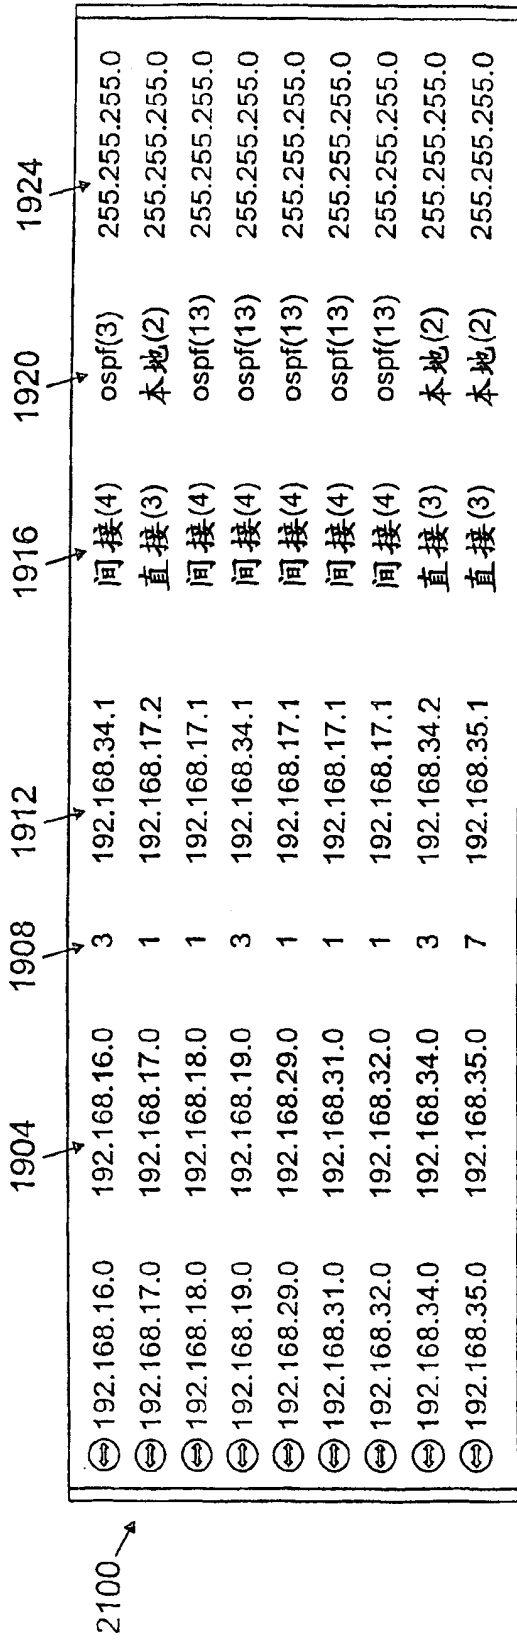 2100
1904 1908 1912 1916 1920 1924
192.168.16.0 192.168.16.0 3 192.168.34.1 间接(4) ospf(3) 255.255.255.0
192.168.17.0 192.168.17.0 1 192.168.17.2 直接(3) 本地(2) 255.255.255.0
192.168.18.0 192.168.18.0 1 192.168.17.1 间接(4) ospf(13) 255.255.255.0
192.168.19.0 192.168.19.0 3 192.168.34.1 间接(4) ospf(13) 255.255.255.0
192.168.29.0 192.168.29.0 1 192.168.17.1 间接(4) ospf(13) 255.255.255.0
192.168.31.0 192.168.31.0 1 192.168.17.1 间接(4) ospf(13) 255.255.255.0
192.168.32.0 192.168.32.0 1 192.168.17.1 间接(4) ospf(13) 255.255.255.0
192.168.34.0 192.168.34.0 3 192.168.34.2 直接(3) 本地(2) 255.255.255.0
192.168.35.0 192.168.35.0 7 192.168.35.1 直接(3) 本地(2) 255.255.255.0